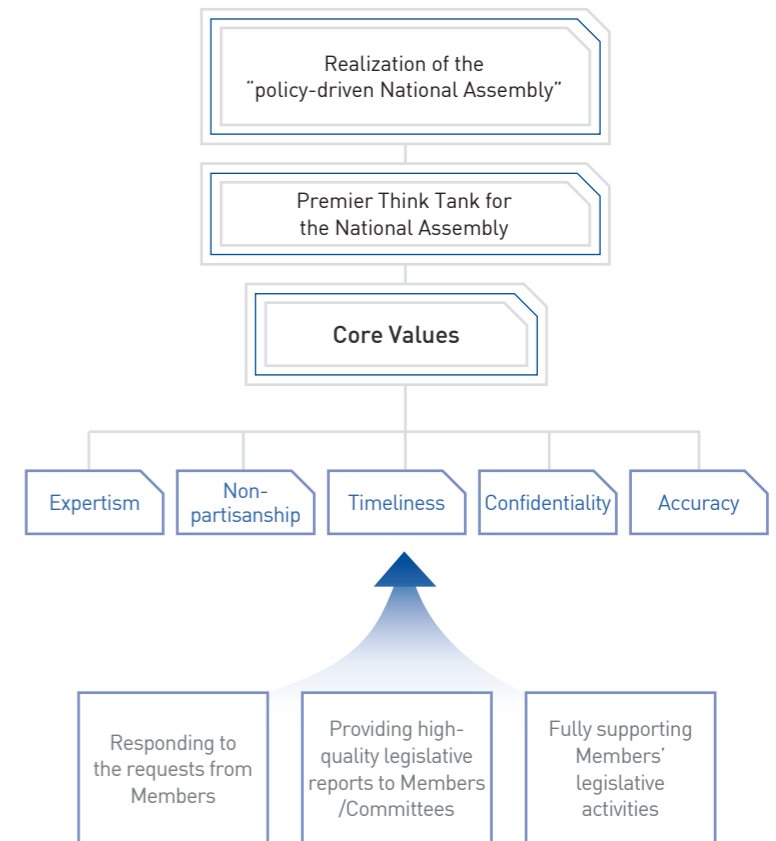 Realization of the
“policy-driven National Assembly”
Premier Think Tank for
the National Assembly
Core Values
Expertism
Non-
partisanship
Timeliness
Confidentiality
Accuracy
Responding to
the requests from
Members
Providing high-
quality legislative
reports to Members
/Committees
Fully supporting
Members’
legislative
activities